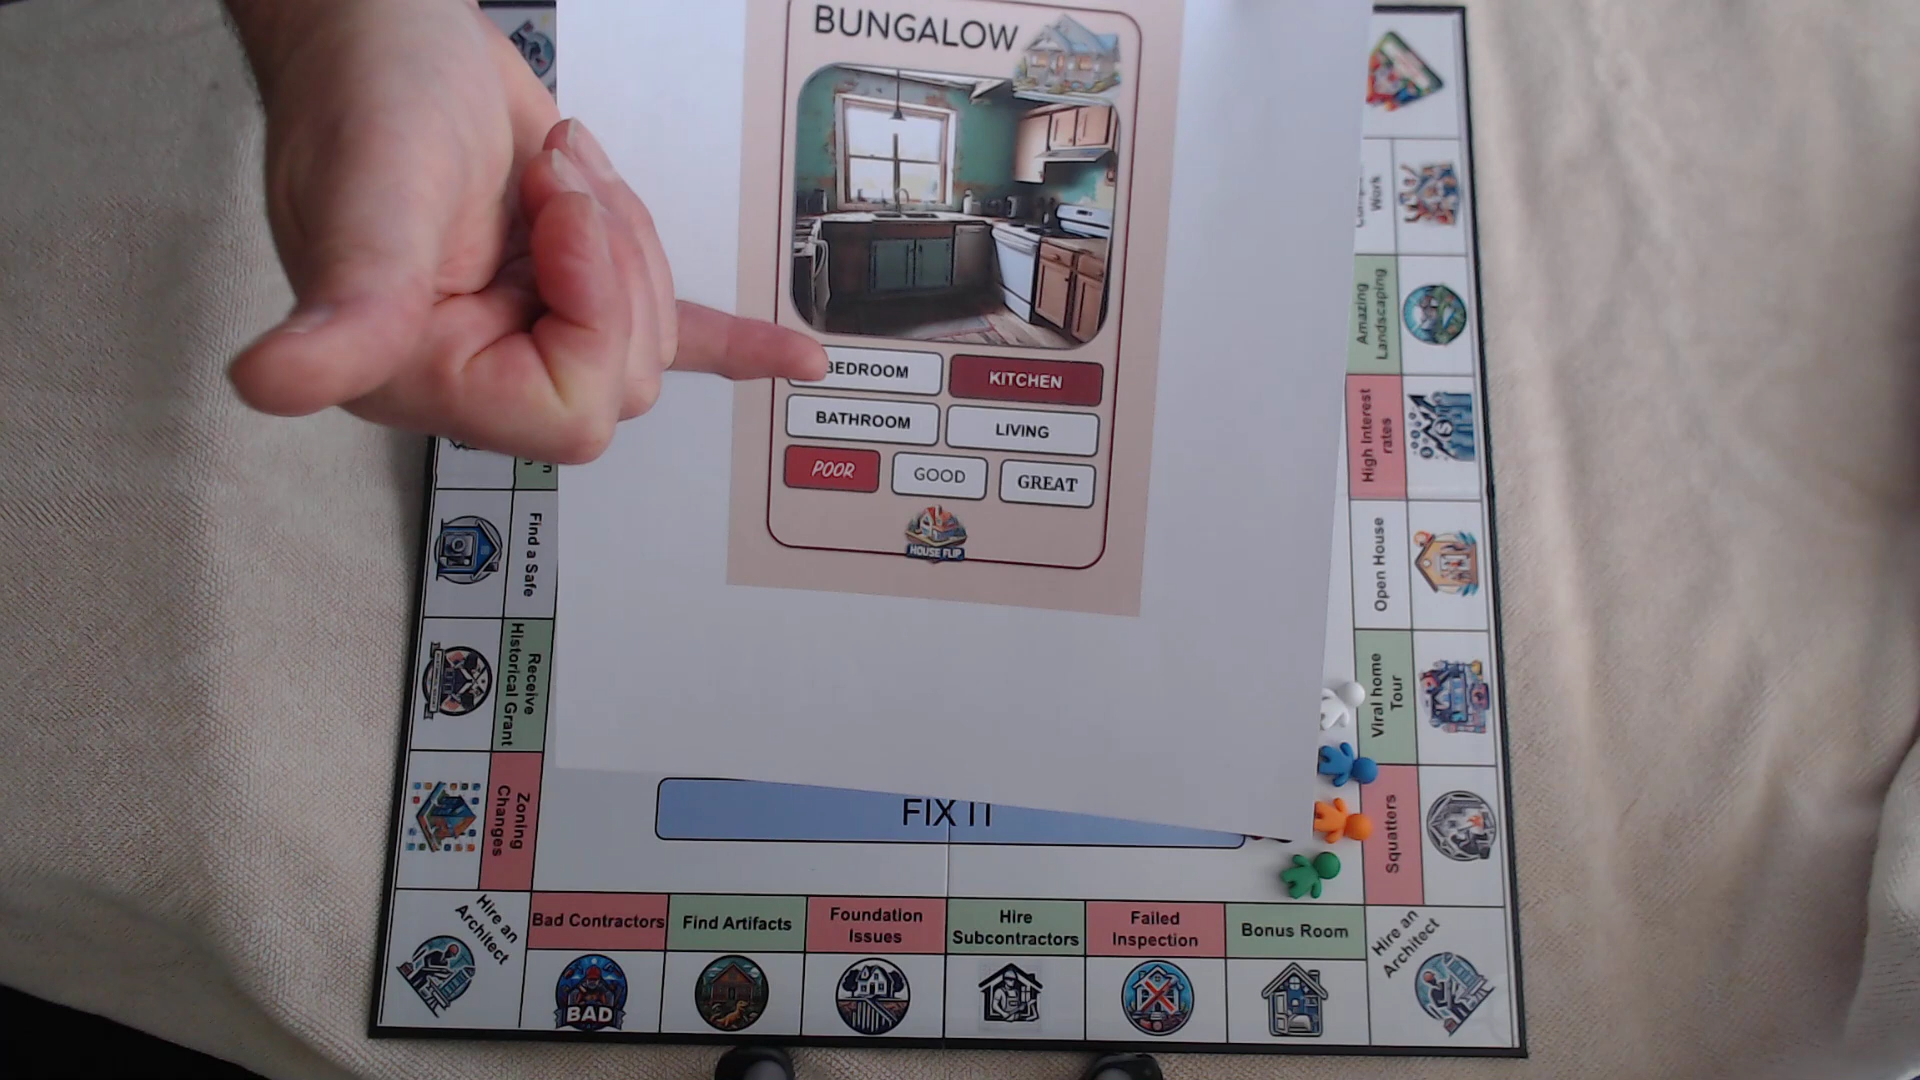 BUNGALOW
BEDROOM
KITCHEN
BATHROOM
LIVING
POOR
GOOD
GREAT
HOUSE FLIP
Work
Amazing
Landscaping
High Interest
rates
Open House
Viral home
Tour
Squatters
Find a Safe
Receive
Historical Grant
Zoning
Changes
FIX IT
Hire an
Architect
Bad Contractors
BAD
Find Artifacts
Foundation
Issues
Hire
Subcontractors
Failed
Inspection
Bonus Room
Hire an
Architect